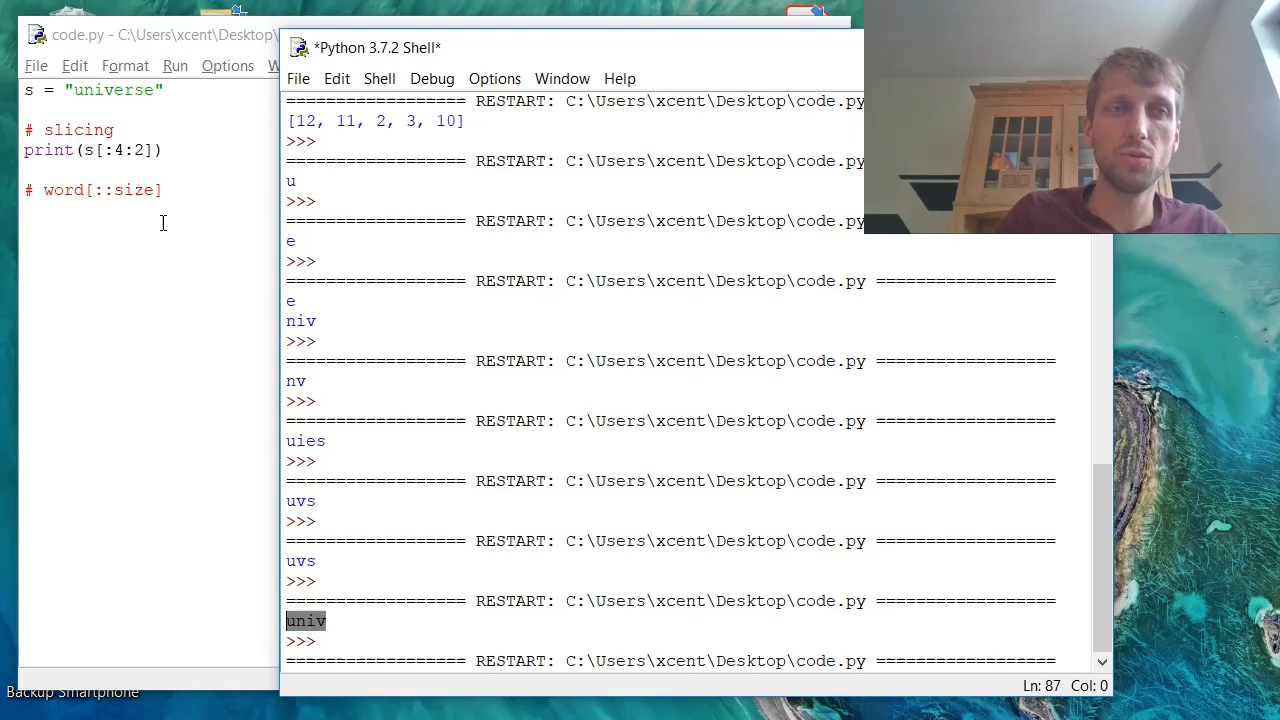 code.py - C:\Users\xcent\Desktop\
File Edit Format Run Options W
s = "universe"
# slicing
print(s[:4:2])
# word[::size]
*Python 3.7.2 Shell*
File Edit Shell Debug Options Window Help
================== RESTART: C:\Users\xcent\Desktop\code.py
[12, 11, 2, 3, 10]
>>>
================== RESTART: C:\Users\xcent\Desktop\code.py
u
>>>
================== RESTART: C:\Users\xcent\Desktop\code.py
e
>>>
================== RESTART: C:\Users\xcent\Desktop\code.py ==================
e
niv
>>>
================== RESTART: C:\Users\xcent\Desktop\code.py ==================
nv
>>>
================== RESTART: C:\Users\xcent\Desktop\code.py ==================
uies
>>>
================== RESTART: C:\Users\xcent\Desktop\code.py ==================
uvs
>>>
================== RESTART: C:\Users\xcent\Desktop\code.py ==================
uvs
>>>
================== RESTART: C:\Users\xcent\Desktop\code.py ==================
univ
>>>
================== RESTART: C:\Users\xcent\Desktop\code.py ==================
Ln: 87 Col: 0
Backup Smartphone